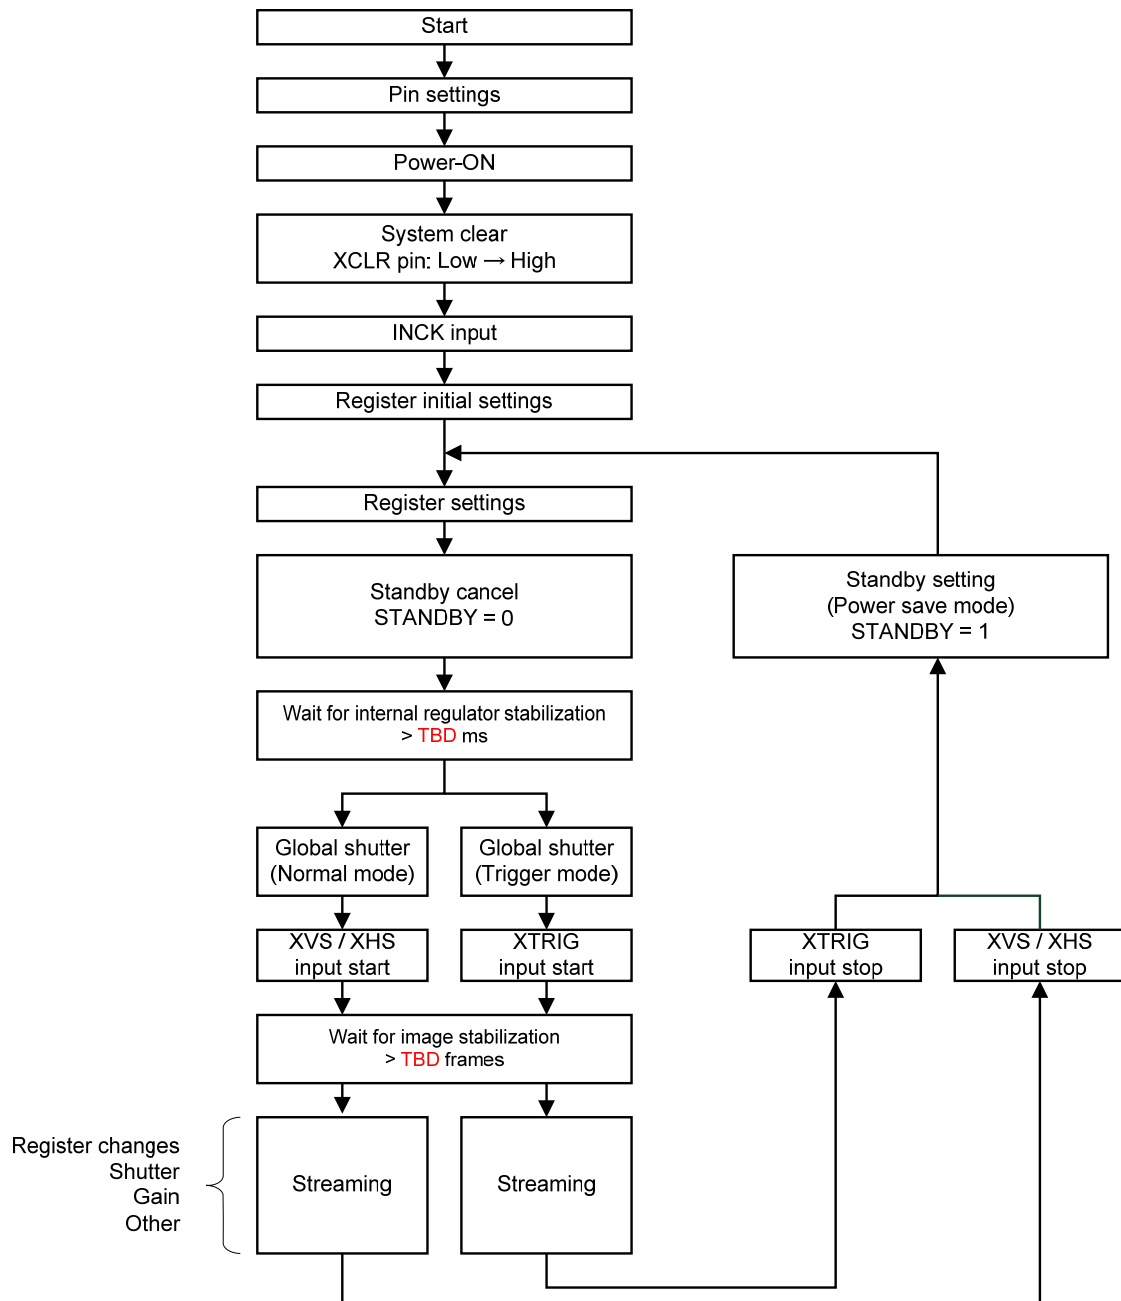 Start
Pin settings
Power-ON
System clear
XCLR pin: Low → High
INCK input
Register initial settings
Register settings
Standby cancel
STANDBY = 0
Standby setting
(Power save mode)
STANDBY = 1
Wait for internal regulator stabilization
> TBD ms
Global shutter
(Normal mode)
Global shutter
(Trigger mode)
XVS / XHS
input start
XTRIG
input start
XTRIG
input stop
XVS / XHS
input stop
Wait for image stabilization
> TBD frames
Register changes
Shutter
Gain
Other
Streaming
Streaming